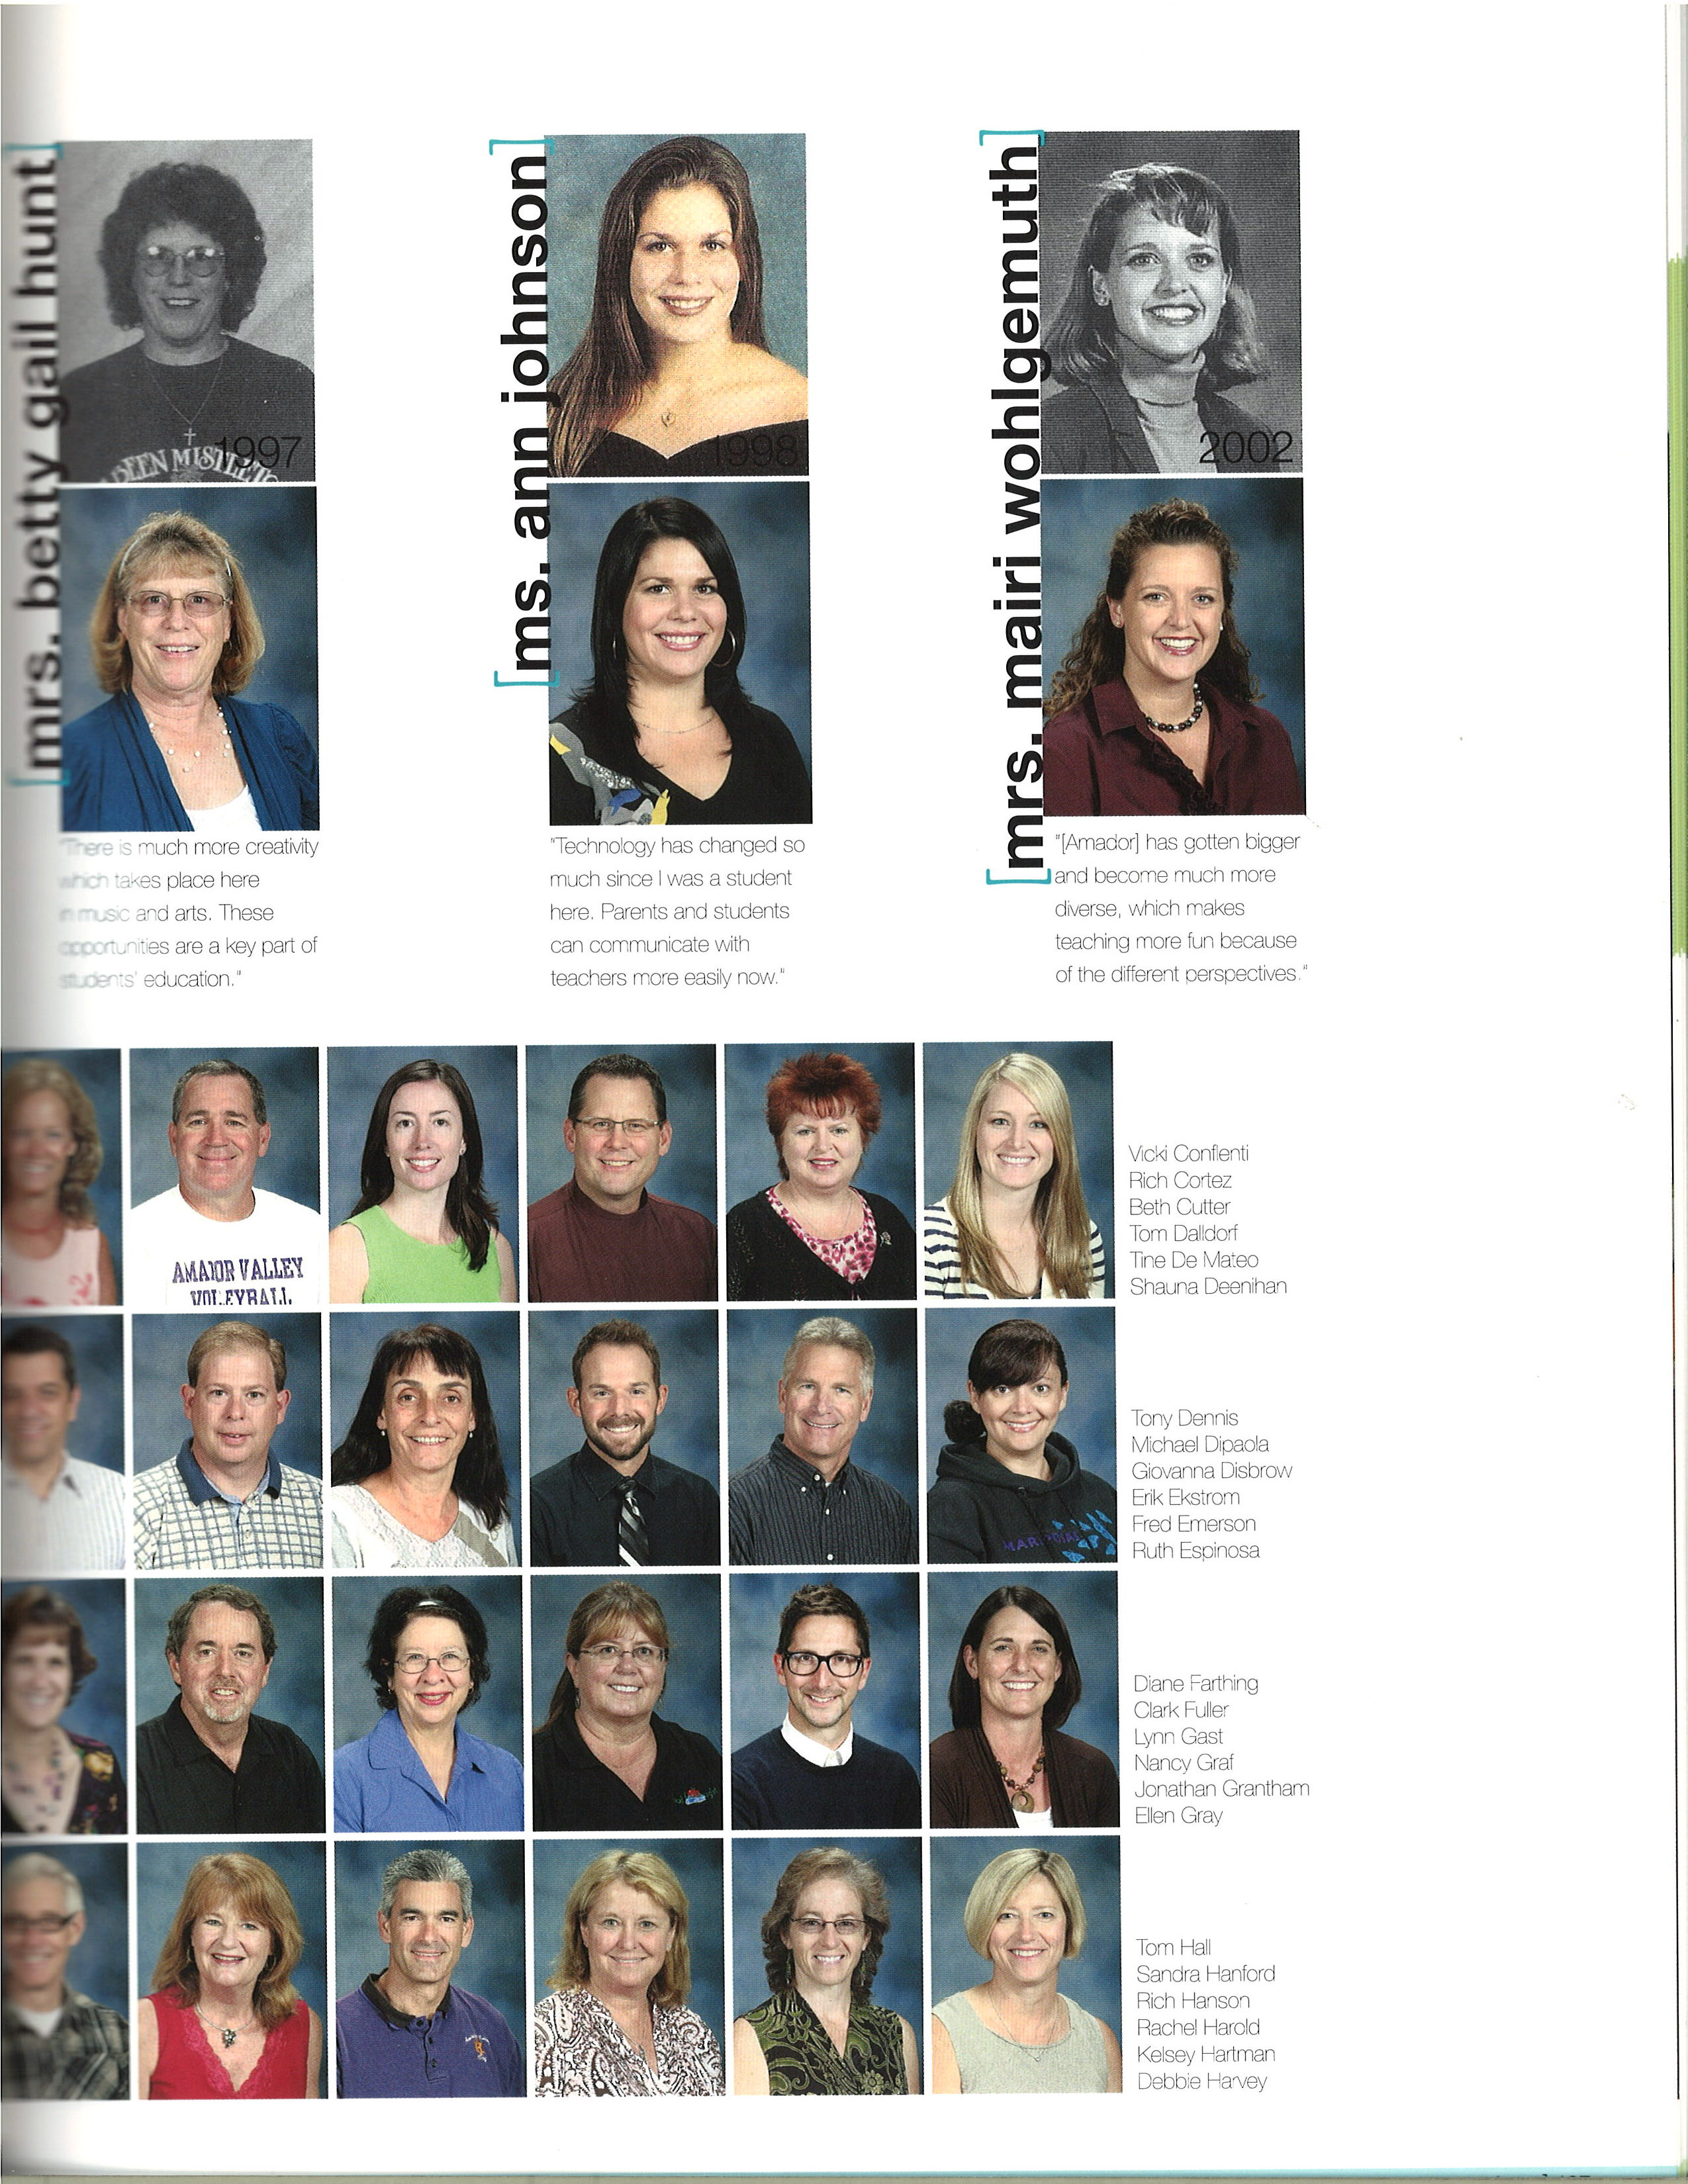 [mrs. betty gail hunt]
1997
"There is much more creativity
which takes place here
in music and arts. These
opportunities are a key part of
students' education."
[ms. ann johnson]
1998
"Technology has changed so
much since I was a student
here. Parents and students
can communicate with
teachers more easily now."
[mrs. mairi wohlgemuth]
2002
"[Amador] has gotten bigger
and become much more
diverse, which makes
teaching more fun because
of the different perspectives."
AMADOR VALLEY
VOLLEYBALL
Vicki Conflenti
Rich Cortez
Beth Cutter
Tom Dalldorf
Tine De Mateo
Shauna Deenihan
Tony Dennis
Michael Dipaola
Giovanna Disbrow
Erik Ekstrom
Fred Emerson
Ruth Espinosa
Diane Farthing
Clark Fuller
Lynn Gast
Nancy Graf
Jonathan Grantham
Ellen Gray
Tom Hall
Sandra Hanford
Rich Hanson
Rachel Harold
Kelsey Hartman
Debbie Harvey